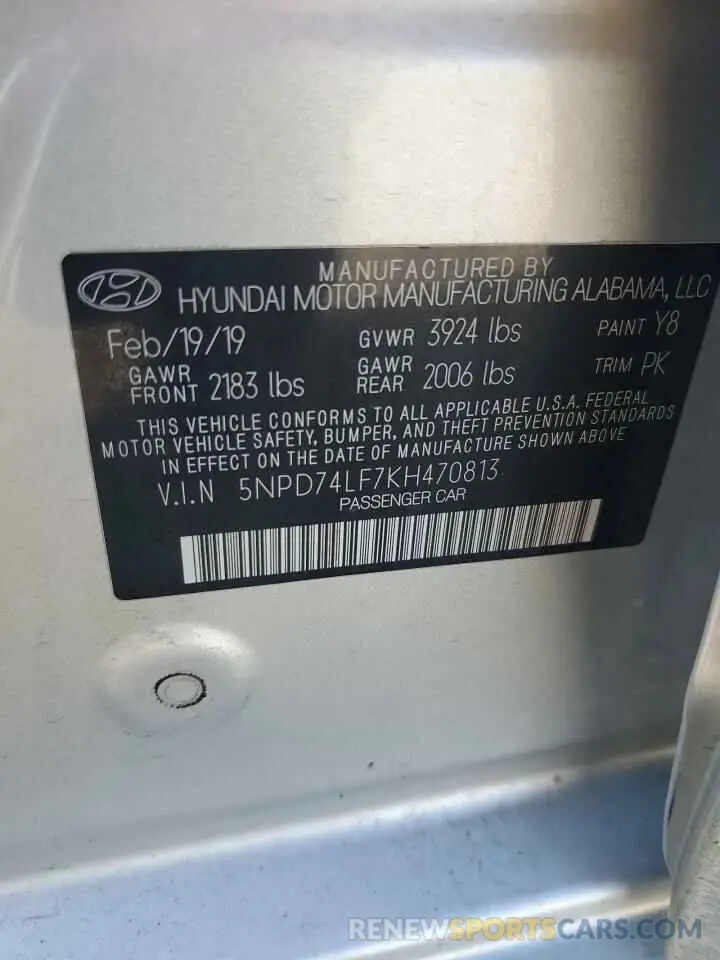 MANUFACTURED BY
HYUNDAI MOTOR MANUFACTURING ALABAMA, LLC
Feb/19/19 GVWR 3924 lbs PAINT Y8
GAWR FRONT 2183 lbs GAWR REAR 2006 lbs TRIM PK
THIS VEHICLE CONFORMS TO ALL APPLICABLE U.S.A. FEDERAL
MOTOR VEHICLE SAFETY, BUMPER, AND THEFT PREVENTION STANDARDS
IN EFFECT ON THE DATE OF MANUFACTURE SHOWN ABOVE
V.I.N 5NPD74LF7KH470813
PASSENGER CAR
RENEWSPORTSCARS.COM